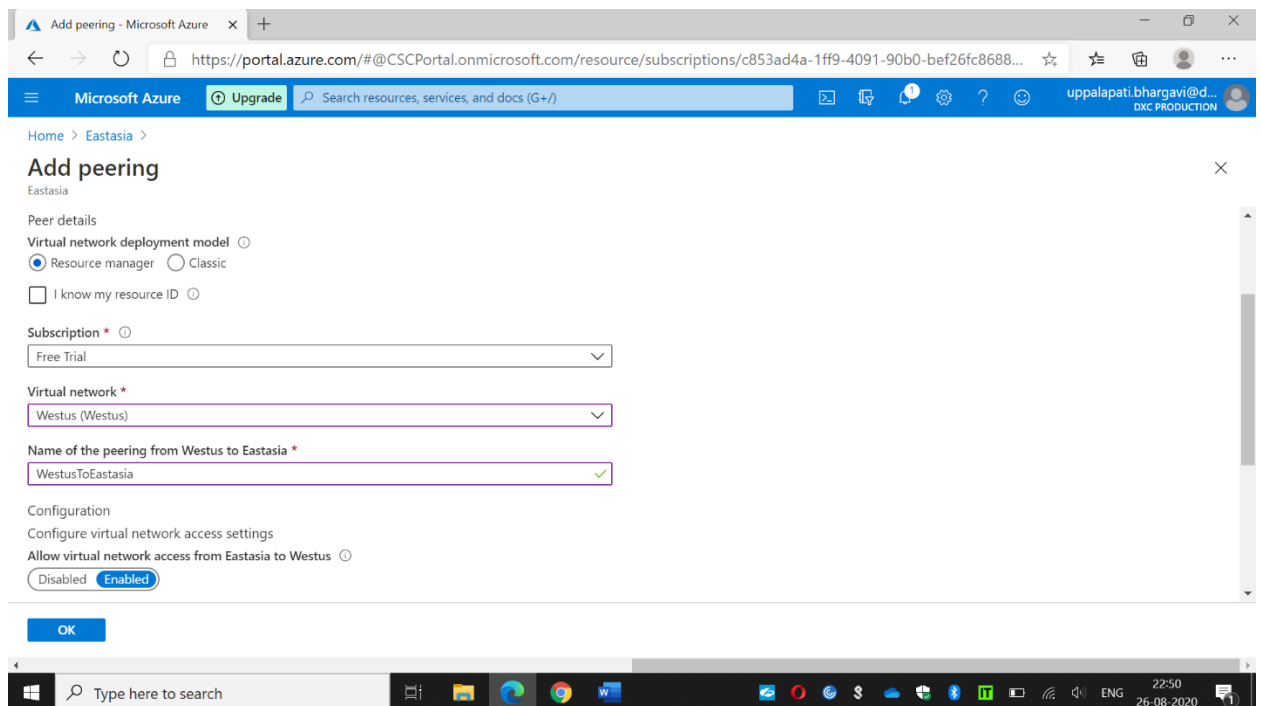 Add peering - Microsoft Azure
https://portal.azure.com/#@CSCPortal.onmicrosoft.com/resource/subscriptions/c853ad4a-1ff9-4091-90b0-bef26fc8688...
Microsoft Azure Upgrade Search resources, services, and docs (G+/) 1 uppalapati.bhargavi@d...
DXC PRODUCTION
Home > Eastasia >
Add peering
Eastasia
Peer details
Virtual network deployment model
Resource manager Classic
I know my resource ID
Subscription *
Free Trial
Virtual network *
Westus (Westus)
Name of the peering from Westus to Eastasia *
WestusToEastasia
Configuration
Configure virtual network access settings
Allow virtual network access from Eastasia to Westus
Disabled Enabled
OK
Type here to search
ENG
22:50
26-08-2020
1